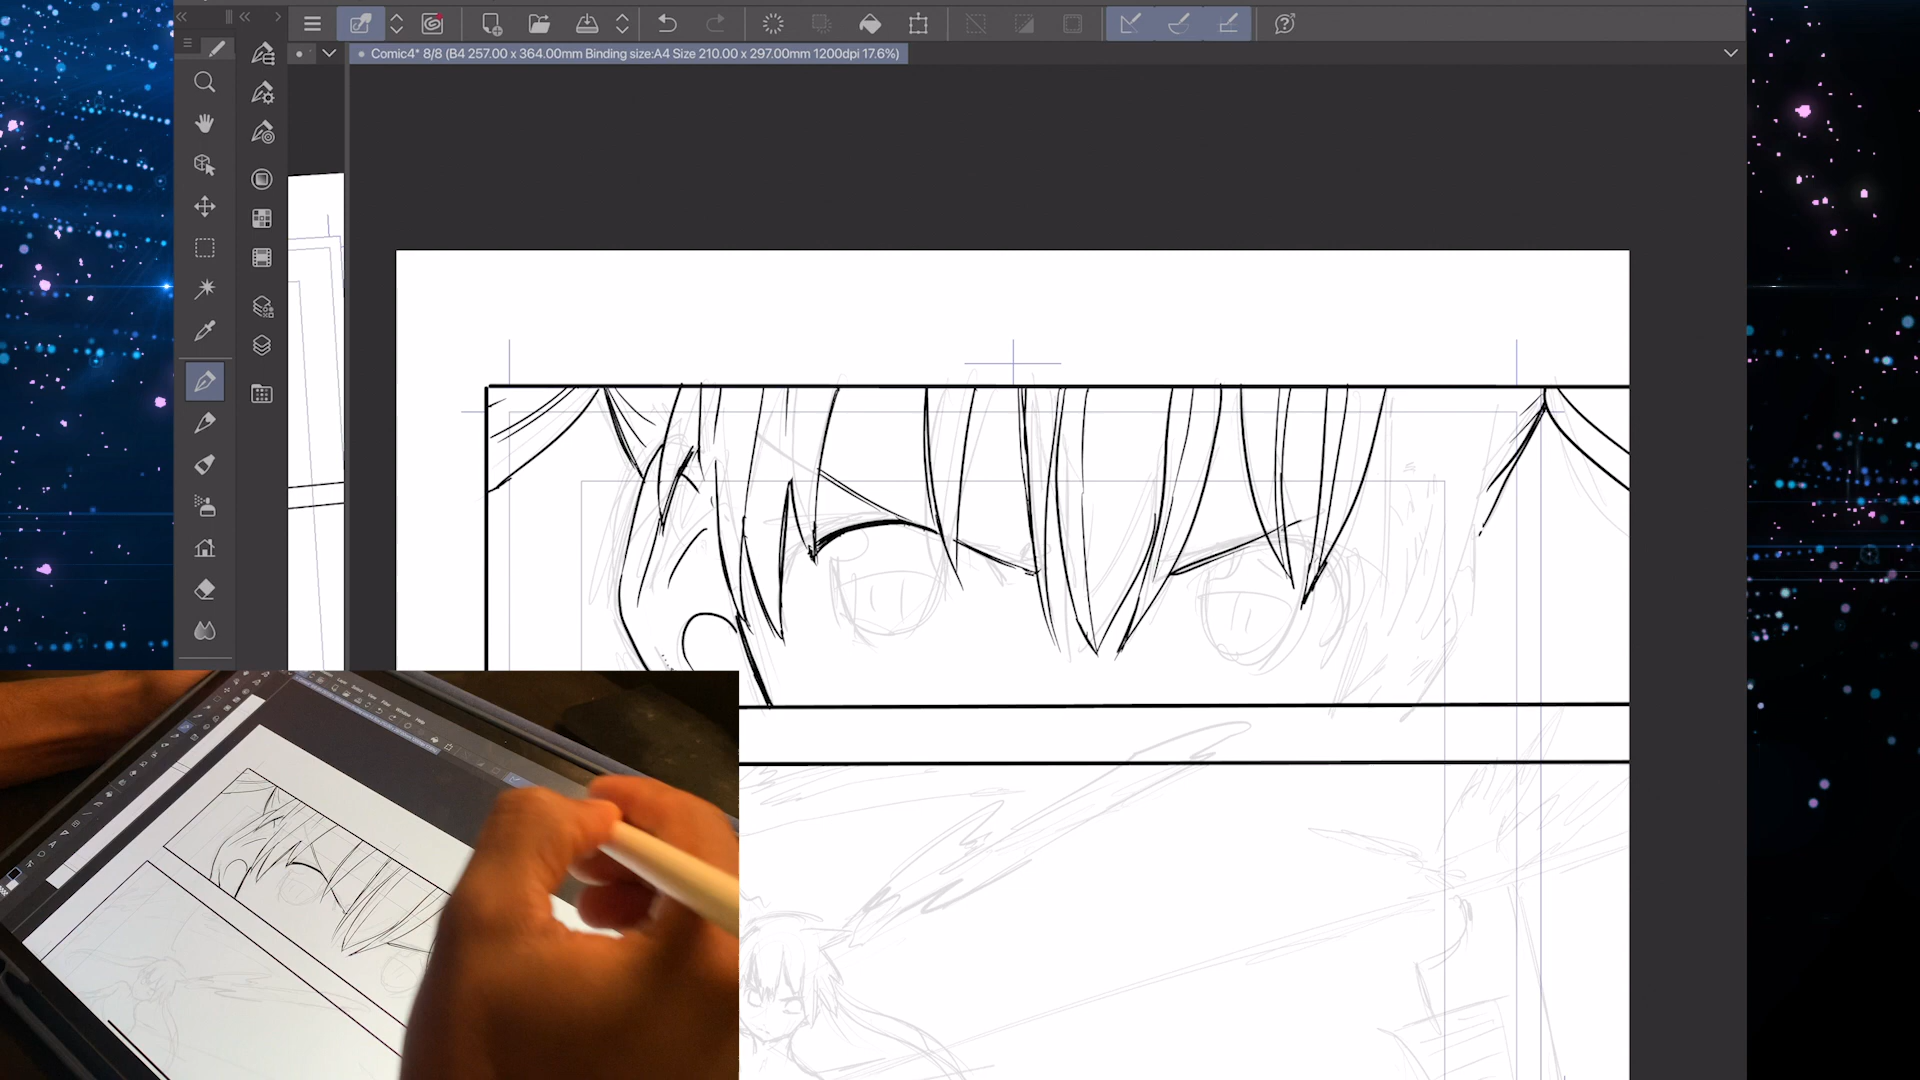 Comic4* 8/8 (B4 257.00 x 364.00mm Binding size:A4 Size 210.00 x 297.00mm 1200dpi 17.6%)